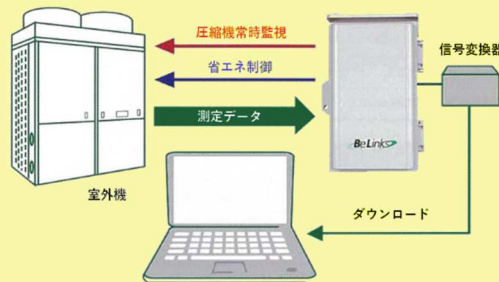 圧縮機常時監視
省エネ制御
測定データ
室外機
BeLinks
信号変換器
ダウンロード